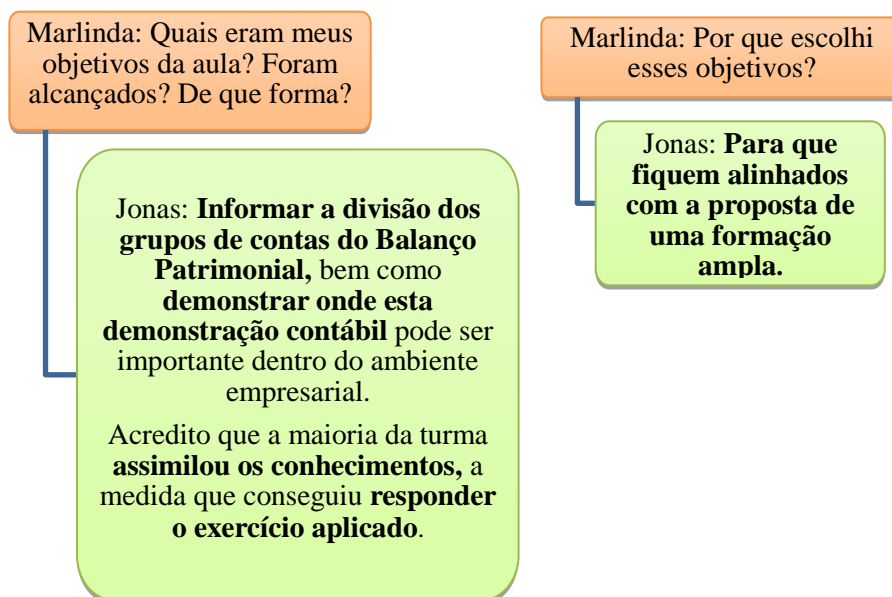 Marlinda: Quais eram meus
objetivos da aula? Foram
alcançados? De que forma?
Jonas: Informar a divisão dos
grupos de contas do Balanço
Patrimonial, bem como
demonstrar onde esta
demonstração contábil pode ser
importante dentro do ambiente
empresarial.
Acredito que a maioria da turma
assimilou os conhecimentos, a
medida que conseguiu responder
o exercício aplicado.
Marlinda: Por que escolhi
esses objetivos?
Jonas: Para que
fiquem alinhados
com a proposta de
uma formação
ampla.